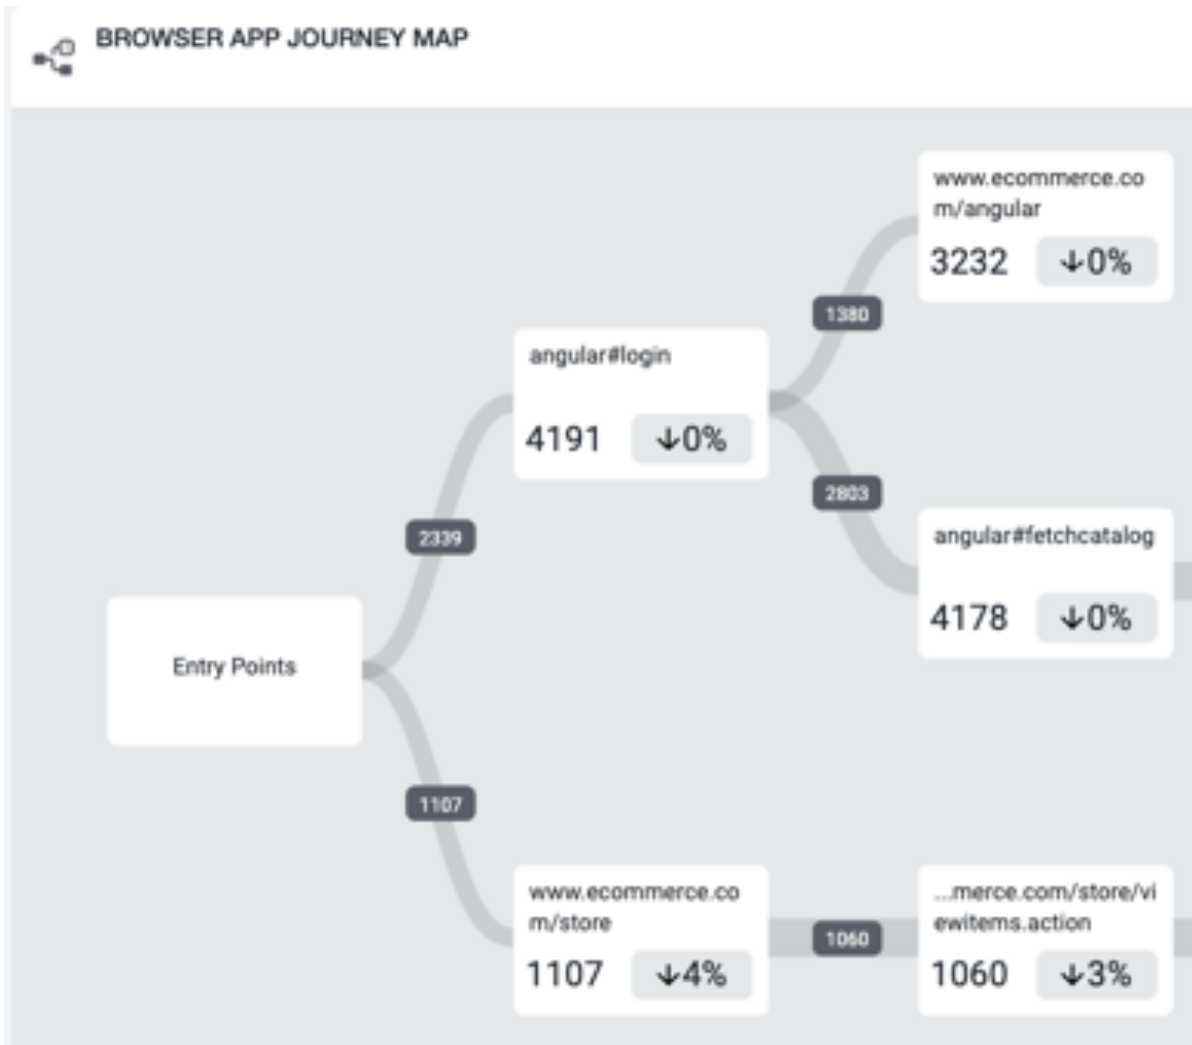 BROWSER APP JOURNEY MAP
www.ecommerce.co
m/angular
3232 ↓0%
1380
angular#login
4191 ↓0%
2803
2339
angular#fetchcatalog
4178 ↓0%
Entry Points
1107
www.ecommerce.co
m/store
1107 ↓4%
1060
...merce.com/store/vi
ewitems.action
1060 ↓3%